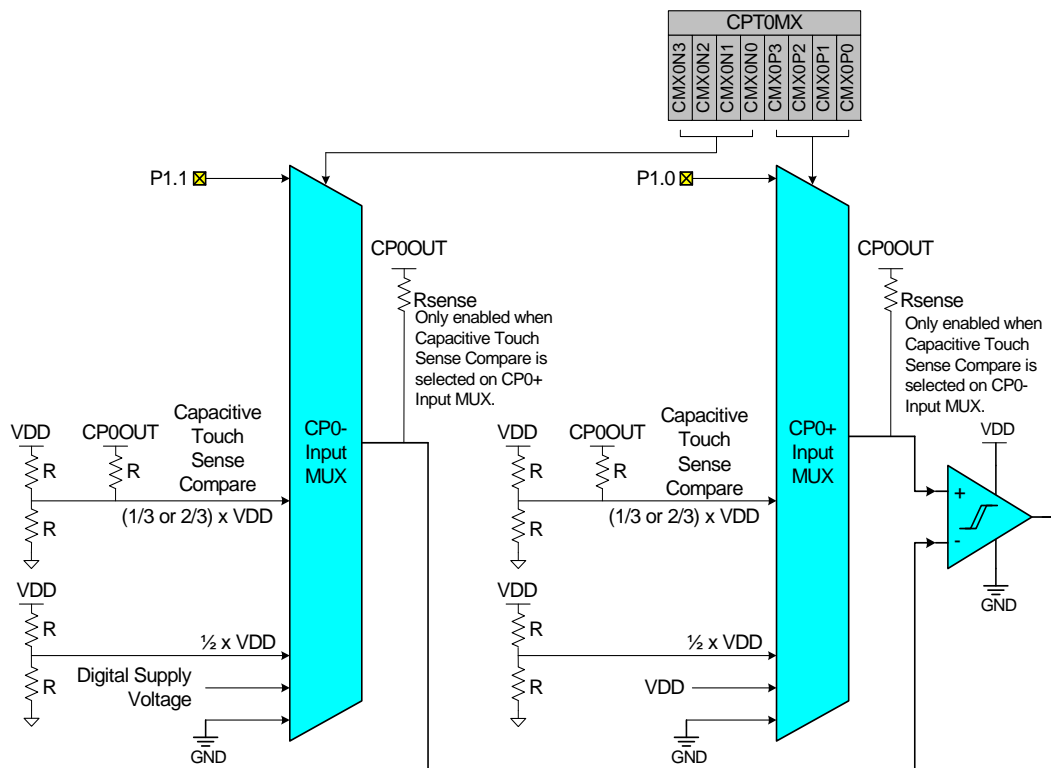 CPT0MX
CMX0N3
CMX0N2
CMX0N1
CMX0N0
CMX0P3
CMX0P2
CMX0P1
CMX0P0
P1.1
P1.0
CP0OUT
Rsense
Only enabled when
Capacitive Touch
Sense Compare is
selected on CP0+
Input MUX.
CP0OUT
Rsense
Only enabled when
Capacitive Touch
Sense Compare is
selected on CP0-
Input MUX.
VDD
R
R
CP0OUT
R
Capacitive
Touch
Sense
Compare
(1/3 or 2/3) x VDD
CP0-
Input
MUX
VDD
R
R
CP0OUT
R
Capacitive
Touch
Sense
Compare
(1/3 or 2/3) x VDD
CP0+
Input
MUX
VDD
+
-
GND
VDD
R
R
½ x VDD
Digital Supply
Voltage
GND
VDD
R
R
½ x VDD
VDD
GND